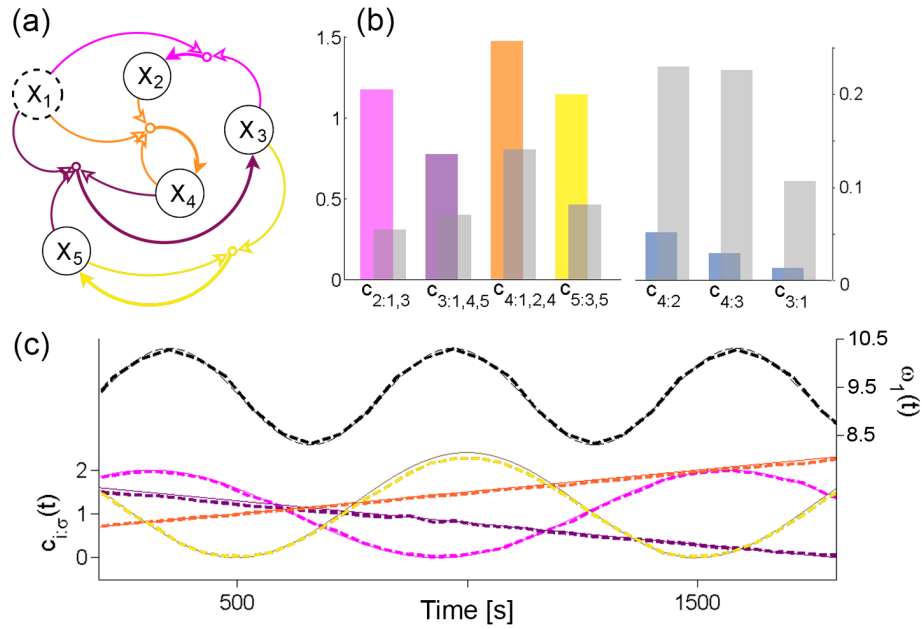 (a)
X1
X2
X3
X4
X5
(b)
1.5
1
0.5
0
0.2
0.1
0
c2:1,3
c3:1,4,5
c4:1,2,4
c5:3,5
c4:2
c4:3
c3:1
(c)
10.5
9.5
8.5
ω1(t)
2
1
0
ci:σ(t)
500
1500
Time [s]